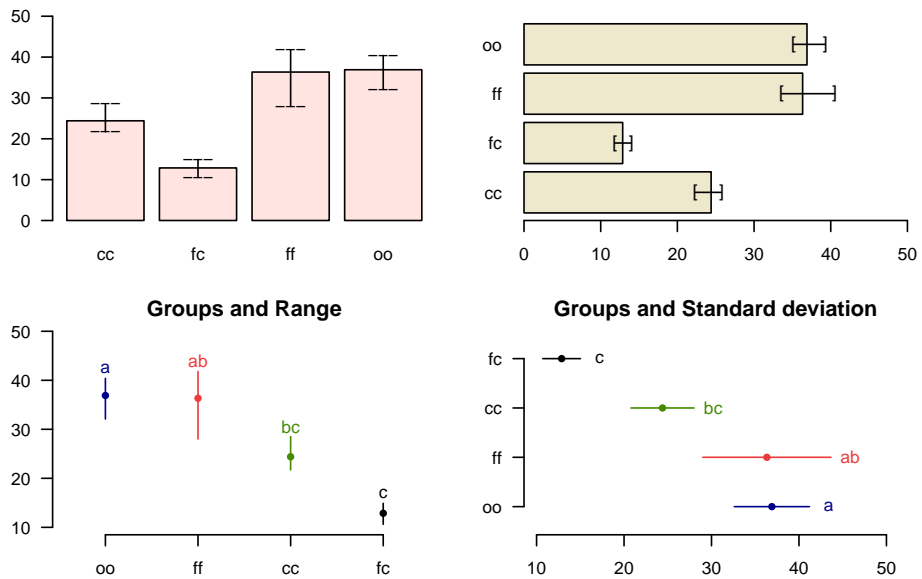 50
40
30
20
10
0
cc fc ff oo
oo
ff
fc
cc
0 10 20 30 40 50
Groups and Range
50
40
30
20
10
a
ab
bc
c
oo ff cc fc
Groups and Standard deviation
fc c
cc bc
ff ab
oo a
10 20 30 40 50